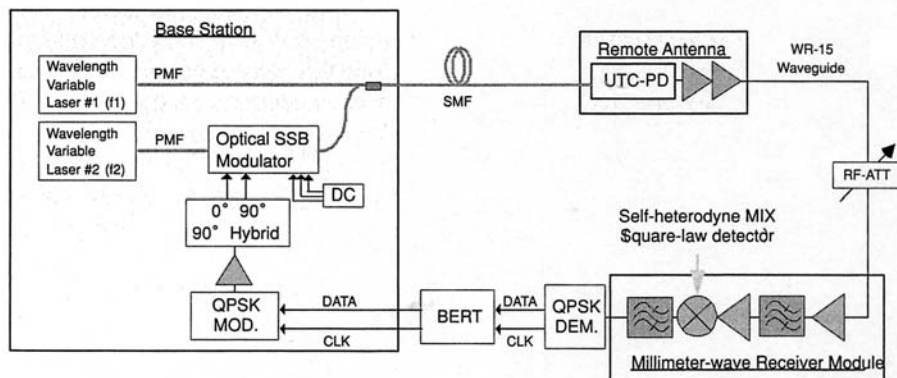 Base Station
Wavelength
Variable
Laser #1 (f1)
PMF
Wavelength
Variable
Laser #2 (f2)
PMF
Optical SSB
Modulator
DC
0° 90°
90° Hybrid
QPSK
MOD.
DATA
CLK
BERT
DATA
CLK
QPSK
DEM.
SMF
Remote Antenna
UTC-PD
WR-15
Waveguide
RF-ATT
Self-heterodyne MIX
$quare-law detector
Millimeter-wave Receiver Module